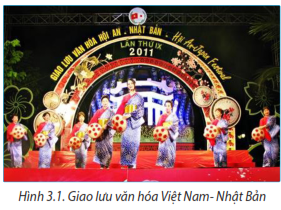 GIAO LƯU VĂN HÓA HỘI AN - NHẬT BẢN - Hoi An-Japan Festival
LẦN THỨ IX
2011
Hình 3.1. Giao lưu văn hóa Việt Nam- Nhật Bản